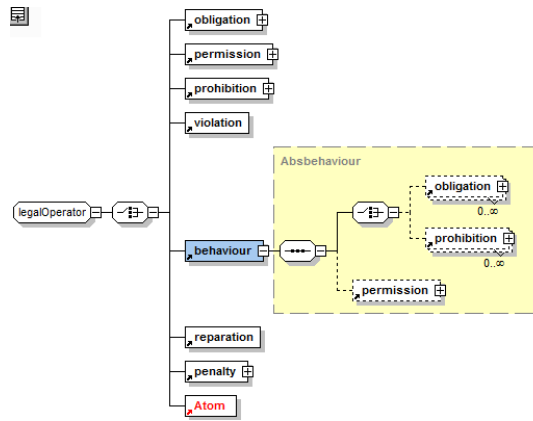 obligation
permission
prohibition
violation
Absbehaviour
obligation
0..∞
legalOperator
prohibition
behaviour
0..∞
permission
reparation
penalty
Atom